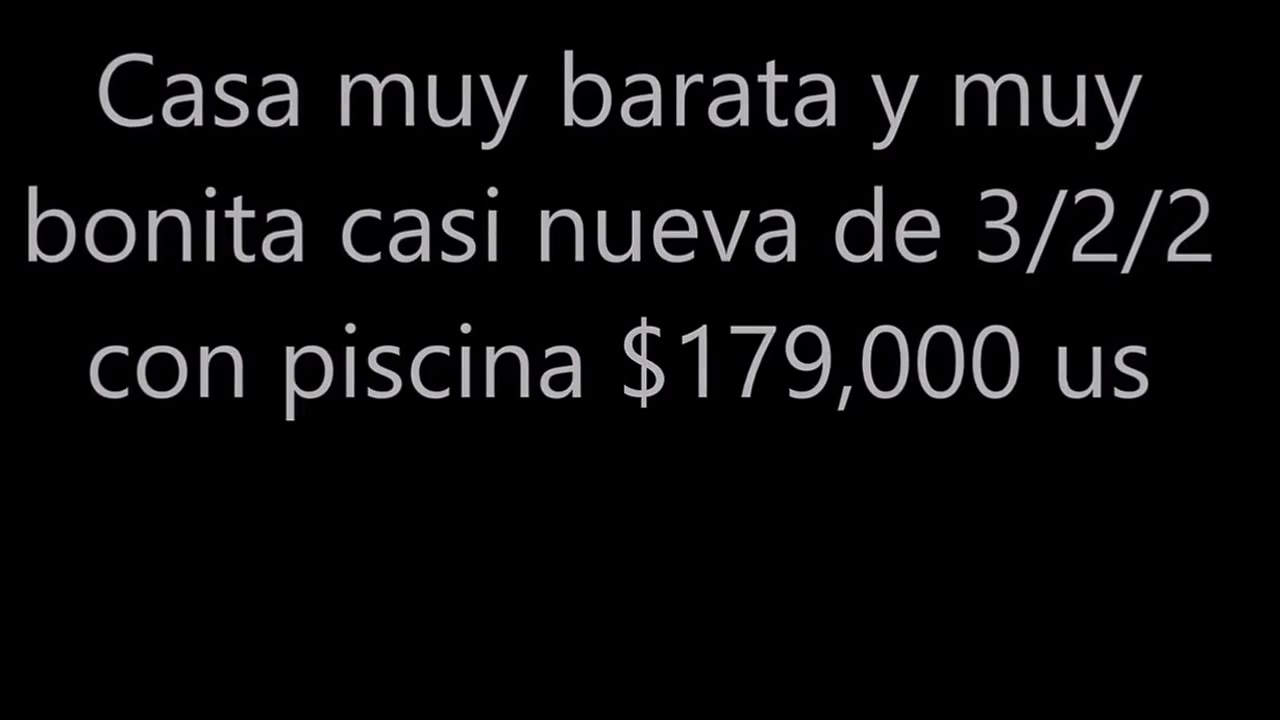 Casa muy barata y muy
bonita casi nueva de 3/2/2
con piscina $179,000 us